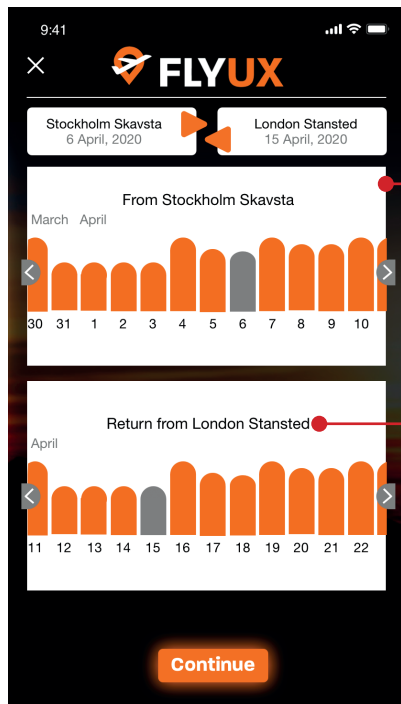 9:41
FLYUX
Stockholm Skavsta
6 April, 2020
London Stansted
15 April, 2020
From Stockholm Skavsta
March April
30 31 1 2 3 4 5 6 7 8 9 10
Return from London Stansted
April
11 12 13 14 15 16 17 18 19 20 21 22
Continue